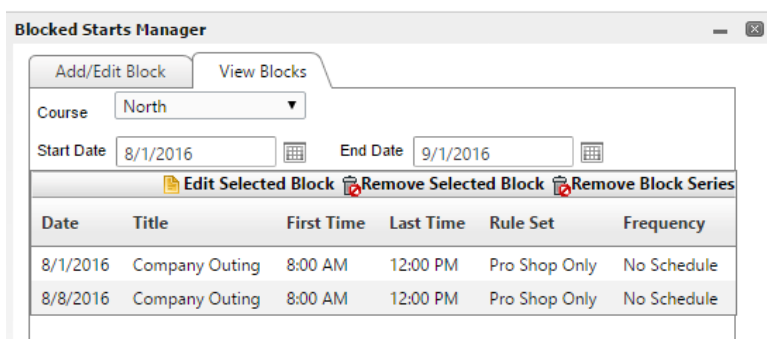 Blocked Starts Manager
Add/Edit Block View Blocks
Course North
Start Date 8/1/2016 End Date 9/1/2016
Edit Selected Block Remove Selected Block Remove Block Series
Date Title First Time Last Time Rule Set Frequency
8/1/2016 Company Outing 8:00 AM 12:00 PM Pro Shop Only No Schedule
8/8/2016 Company Outing 8:00 AM 12:00 PM Pro Shop Only No Schedule